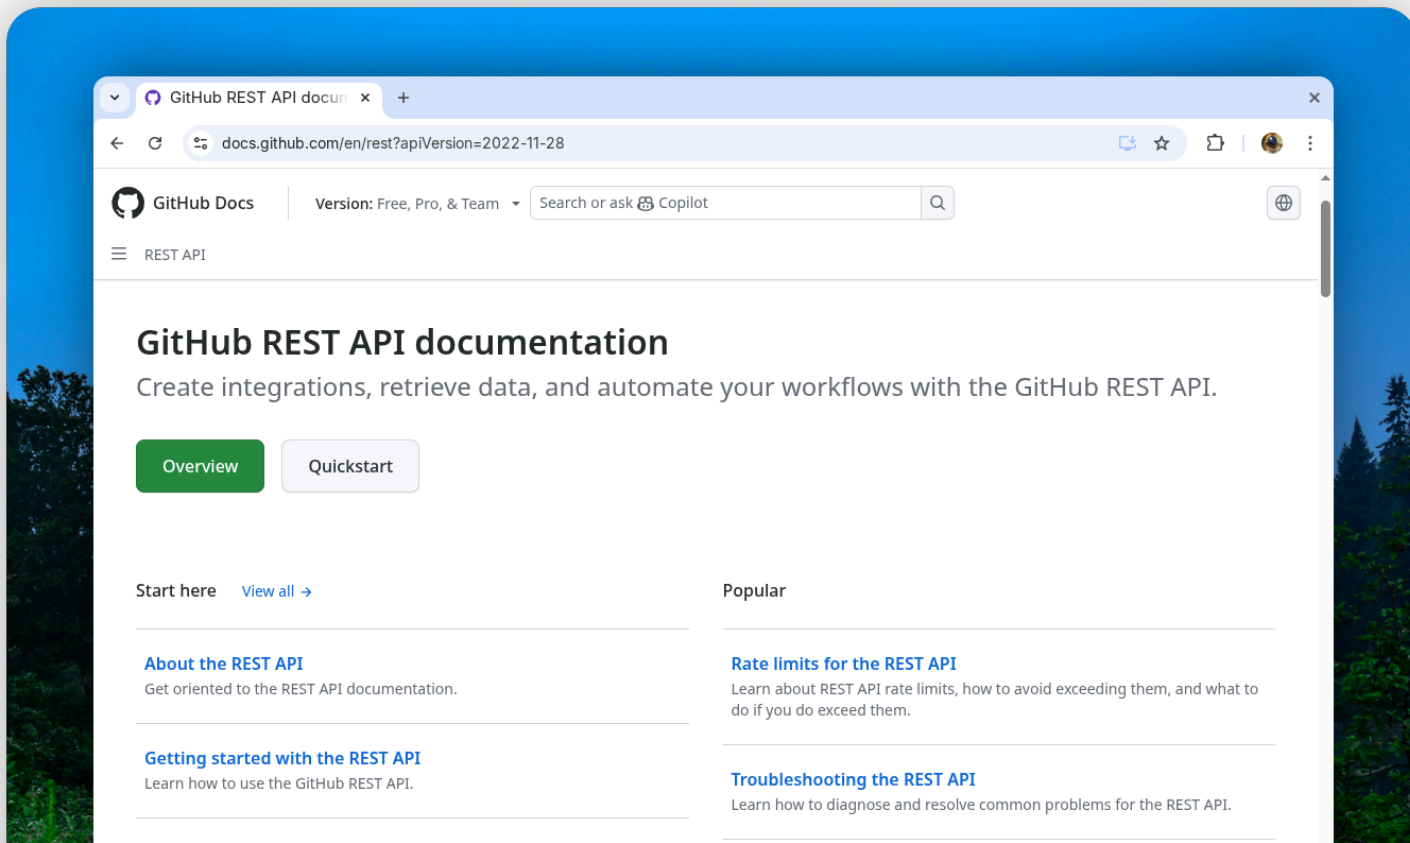 GitHub REST API docum
docs.github.com/en/rest?apiVersion=2022-11-28
GitHub Docs
Version: Free, Pro, & Team
Search or ask Copilot
REST API
GitHub REST API documentation
Create integrations, retrieve data, and automate your workflows with the GitHub REST API.
Overview
Quickstart
Start here
View all →
About the REST API
Get oriented to the REST API documentation.
Getting started with the REST API
Learn how to use the GitHub REST API.
Popular
Rate limits for the REST API
Learn about REST API rate limits, how to avoid exceeding them, and what to
do if you do exceed them.
Troubleshooting the REST API
Learn how to diagnose and resolve common problems for the REST API.